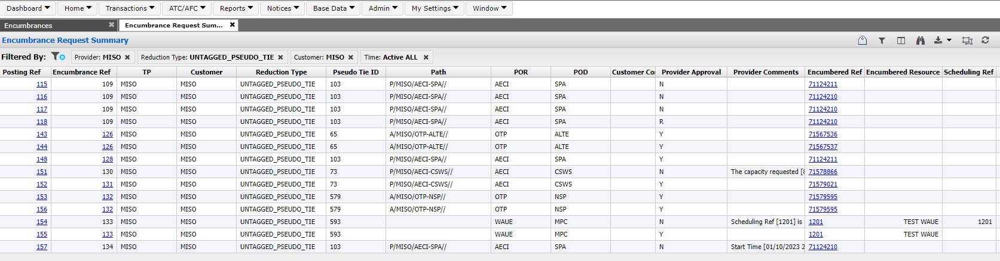 Dashboard Home Transactions ATC/AFC Reports Notices Base Data Admin My Settings Window
Encumbrances Encumbrance Request Sum...
Encumbrance Request Summary
Filtered By: Provider: MISO Reduction Type: UNTAGGED_PSEUDO_TIE Customer: MISO Time: Active ALL
Posting Ref Encumbrance Ref TP Customer Reduction Type Pseudo Tie ID Path POR POD Customer Provider Approval Provider Comments Encumbered Ref Encumbered Resource Scheduling Ref
115 109 MISO MISO UNTAGGED_PSEUDO_TIE 103 P/MISO/AECI-SPA// AECI SPA N 71124211
116 109 MISO MISO UNTAGGED_PSEUDO_TIE 103 P/MISO/AECI-SPA// AECI SPA N 71124210
117 109 MISO MISO UNTAGGED_PSEUDO_TIE 103 P/MISO/AECI-SPA// AECI SPA N 71124210
118 109 MISO MISO UNTAGGED_PSEUDO_TIE 103 P/MISO/AECI-SPA// AECI SPA R 71124210
143 126 MISO MISO UNTAGGED_PSEUDO_TIE 65 A/MISO/OTP-ALTE// OTP ALTE Y 71567536
144 126 MISO MISO UNTAGGED_PSEUDO_TIE 65 A/MISO/OTP-ALTE// OTP ALTE Y 71567537
148 128 MISO MISO UNTAGGED_PSEUDO_TIE 103 P/MISO/AECI-SPA// AECI SPA Y 71124211
151 130 MISO MISO UNTAGGED_PSEUDO_TIE 73 P/MISO/AECI-CSWS// AECI CSWS N The capacity requested 71578866
152 131 MISO MISO UNTAGGED_PSEUDO_TIE 73 P/MISO/AECI-CSWS// AECI CSWS Y 71579021
153 132 MISO MISO UNTAGGED_PSEUDO_TIE 579 A/MISO/OTP-NSP// OTP NSP Y 71579595
156 132 MISO MISO UNTAGGED_PSEUDO_TIE 579 A/MISO/OTP-NSP// OTP NSP Y 71579595
154 133 MISO MISO UNTAGGED_PSEUDO_TIE 593 WAUE MPC N Scheduling Ref [1201] is 1201 TEST WAUE 1201
155 133 MISO MISO UNTAGGED_PSEUDO_TIE 593 WAUE MPC Y 1201 TEST WAUE
157 134 MISO MISO UNTAGGED_PSEUDO_TIE 103 P/MISO/AECI-SPA// AECI SPA N Start Time [01/10/2023 71124210